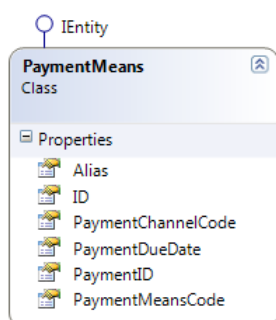 IEntity
PaymentMeans
Class
Properties
Alias
ID
PaymentChannelCode
PaymentDueDate
PaymentID
PaymentMeansCode